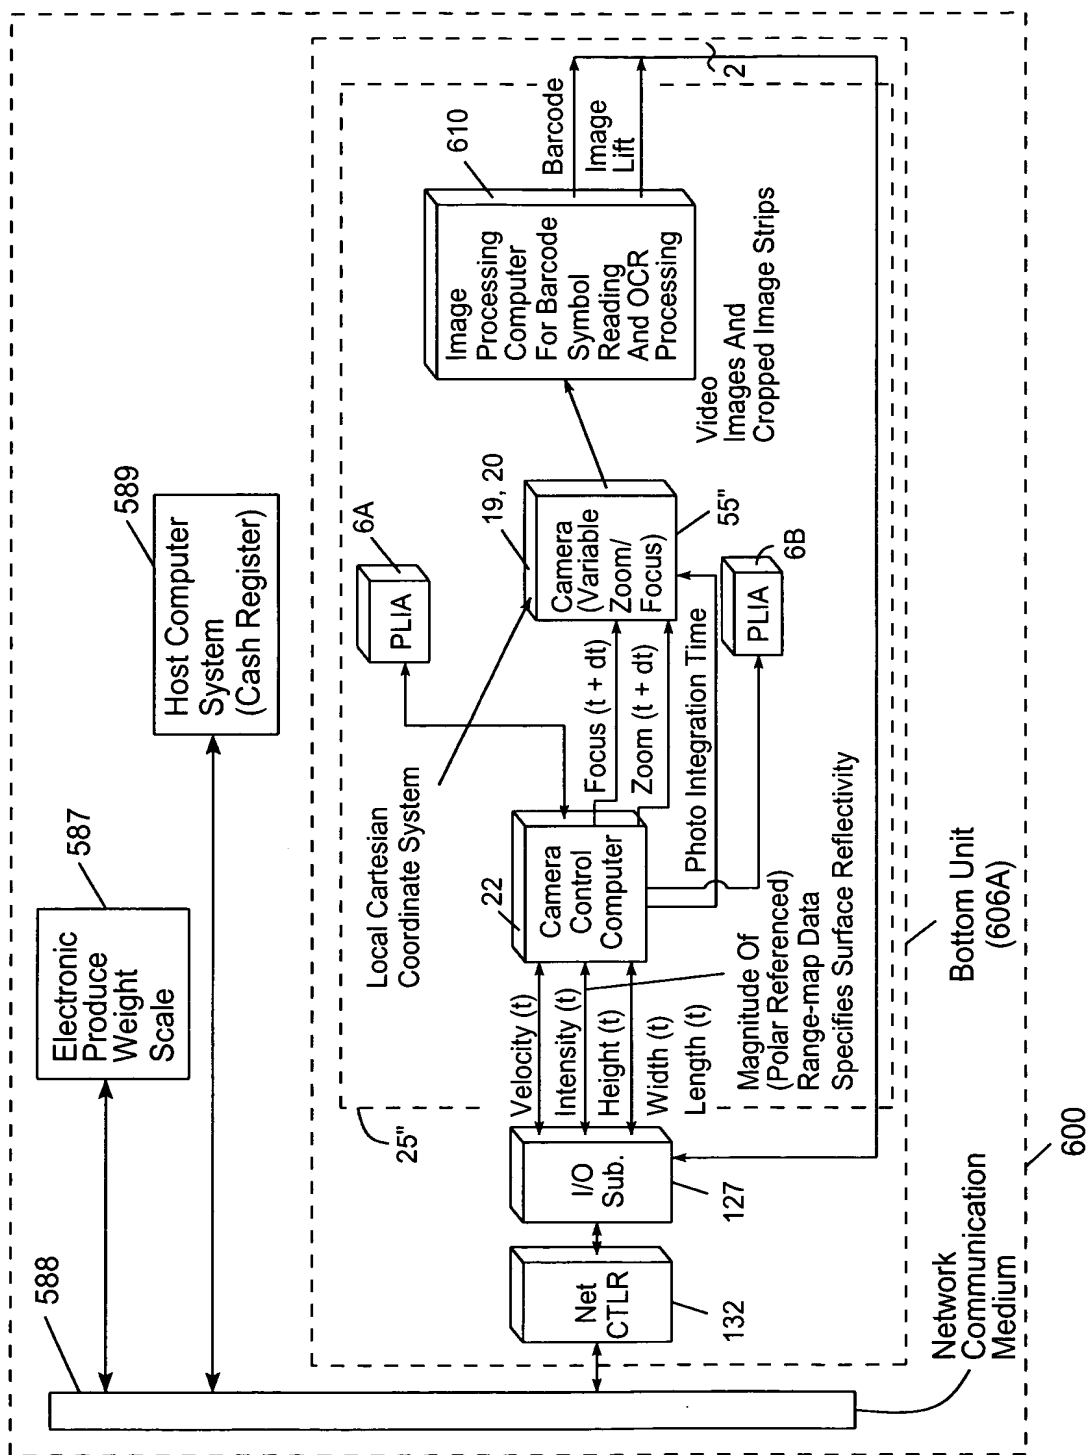 588
587
Electronic
Produce
Weight
Scale
589
Host Computer
System
(Cash Register)
Local Cartesian
Coordinate System
6A
PLIA
19, 20
Camera
(Variable
Zoom/
Focus)
55"
610
Image
Processing
Computer
For Barcode
Symbol
Reading
And OCR
Processing
Barcode
Image
Lift
2
Video
Images And
Cropped Image Strips
25"
22
Camera
Control
Computer
Focus (t + dt)
Zoom (t + dt)
Photo Integration Time
PLIA
6B
Velocity (t)
Intensity (t)
Height (t)
Width (t)
Length (t)
Magnitude Of
(Polar Referenced)
Range-map Data
Specifies Surface Reflectivity
I/O
Sub.
127
Net
CTLR
132
Bottom Unit
(606A)
Network
Communication
Medium
600